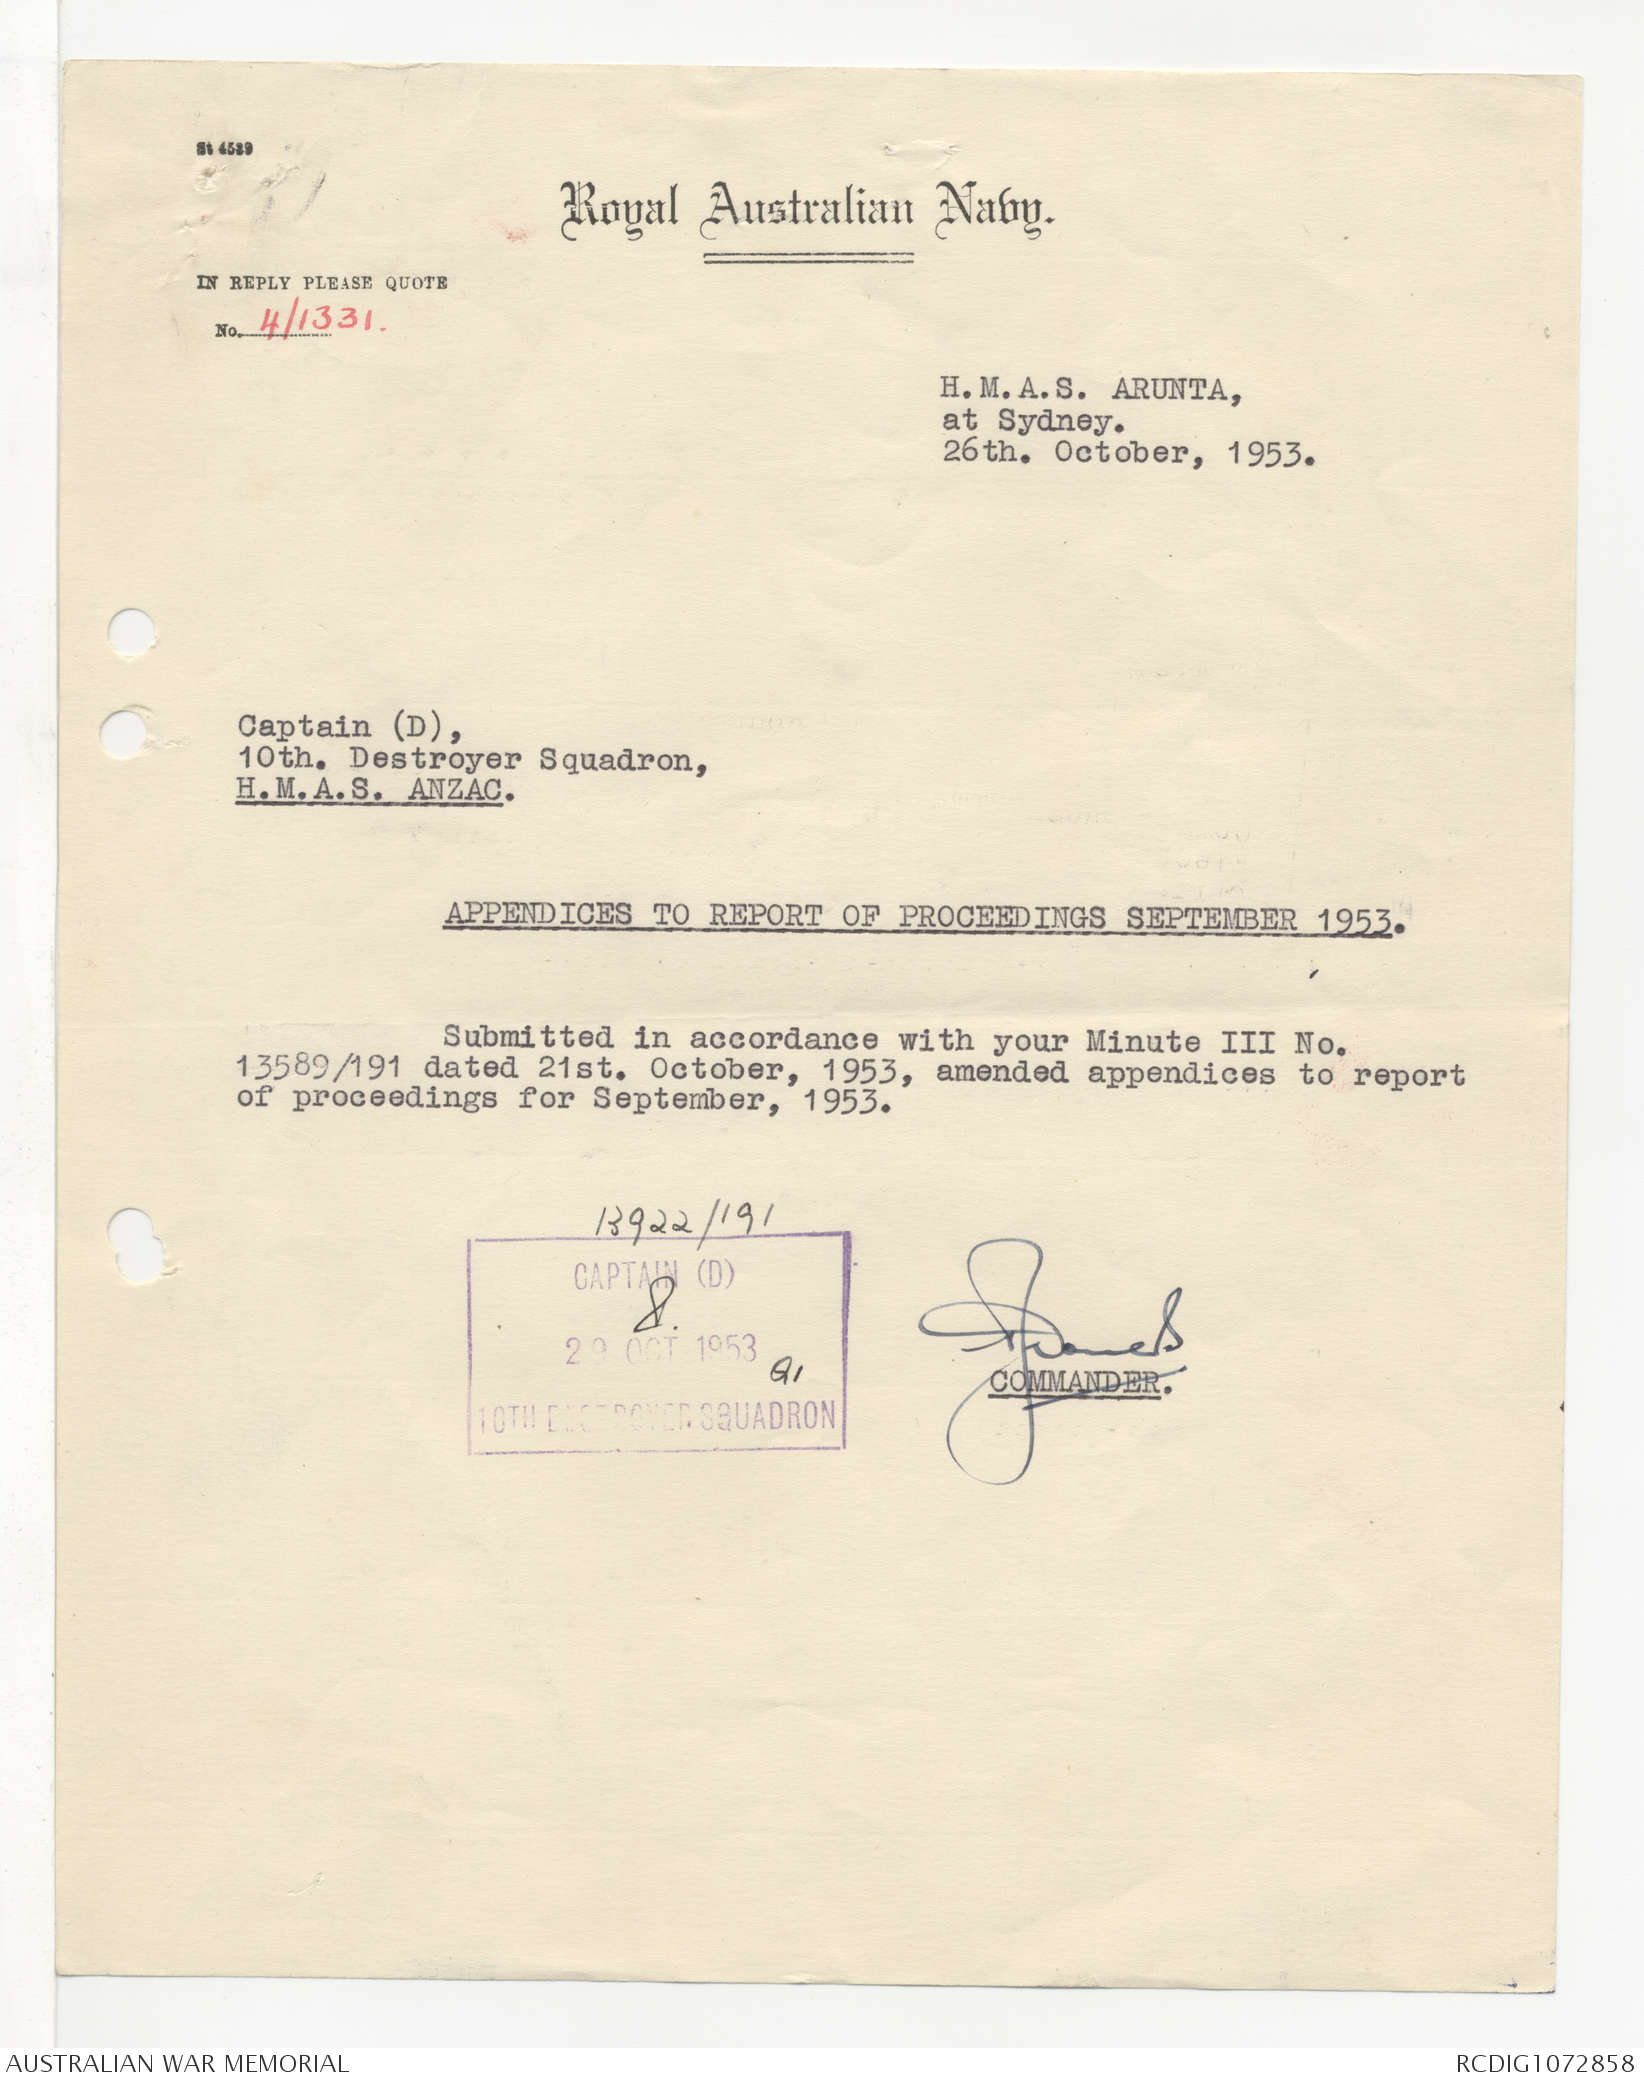 St 4539
Royal Australian Navy.
IN REPLY PLEASE QUOTE
No. 4/1331.
H.M.A.S. ARUNTA,
at Sydney.
26th. October, 1953.
Captain (D),
10th. Destroyer Squadron,
H.M.A.S. ANZAC.
APPENDICES TO REPORT OF PROCEEDINGS SEPTEMBER 1953.
Submitted in accordance with your Minute III No.
13589/191 dated 21st. October, 1953, amended appendices to report
of proceedings for September, 1953.
13922/191
CAPTAIN (D)
8.
29 OCT 1953
10TH DESTROYER SQUADRON
COMMANDER.
AUSTRALIAN WAR MEMORIAL
RCDIG1072858